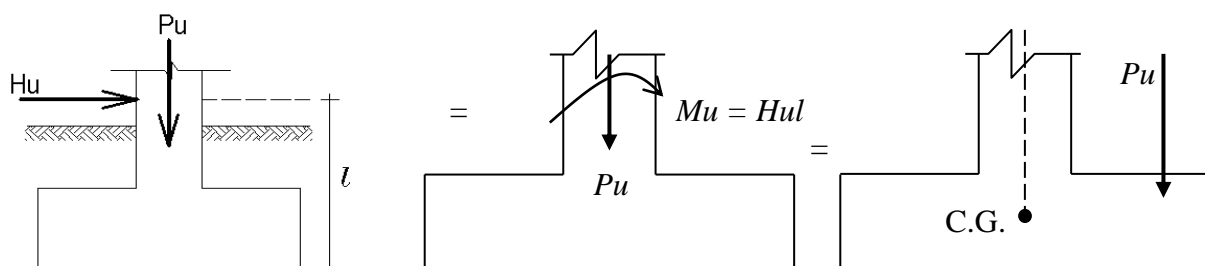 Pu
Hu
l
=
Mu = Hul
Pu
=
Pu
C.G.